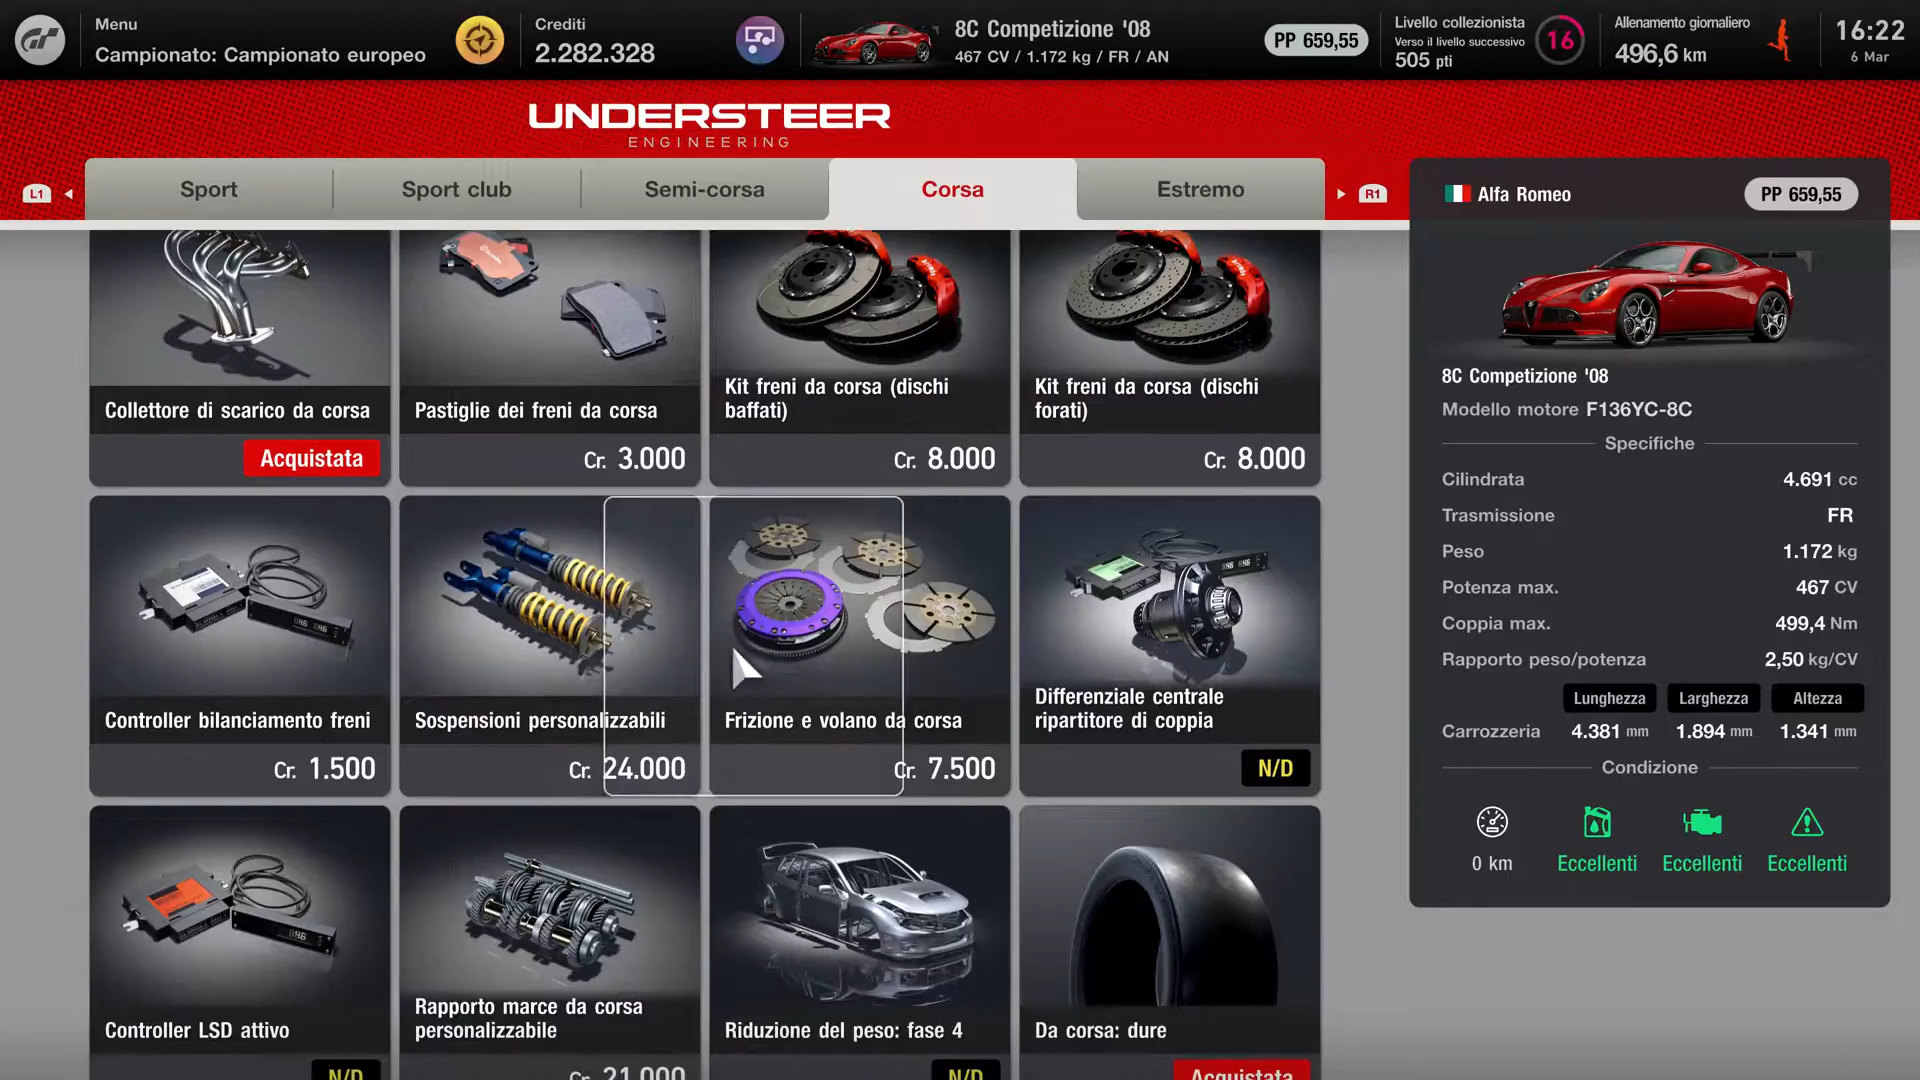 Menu
Campionato: Campionato europeo
Crediti
2.282.328
8C Competizione '08
467 CV / 1.172 kg / FR / AN
PP 659,55
Livello collezionista
Verso il livello successivo
505 pti
16
Allenamento giornaliero
496,6 km
16:22
6 Mar
UNDERSTEER
ENGINEERING
L1
Sport
Sport club
Semi-corsa
Corsa
Estremo
R1
Collettore di scarico da corsa
Acquistata
Pastiglie dei freni da corsa
Cr. 3.000
Kit freni da corsa (dischi
baffati)
Cr. 8.000
Kit freni da corsa (dischi
forati)
Cr. 8.000
Controller bilanciamento freni
Cr. 1.500
Sospensioni personalizzabili
Cr. 24.000
Frizione e volano da corsa
Cr. 7.500
Differenziale centrale
ripartitore di coppia
N/D
Controller LSD attivo
N/D
Rapporto marce da corsa
personalizzabile
Cr. 21.000
Riduzione del peso: fase 4
N/D
Da corsa: dure
Acquistata
Alfa Romeo
PP 659,55
8C Competizione '08
Modello motore F136YC-8C
Specifiche
Cilindrata 4.691 cc
Trasmissione FR
Peso 1.172 kg
Potenza max. 467 CV
Coppia max. 499,4 Nm
Rapporto peso/potenza 2,50 kg/CV
Lunghezza Larghezza Altezza
Carrozzeria 4.381 mm 1.894 mm 1.341 mm
Condizione
0 km
Eccellenti
Eccellenti
Eccellenti